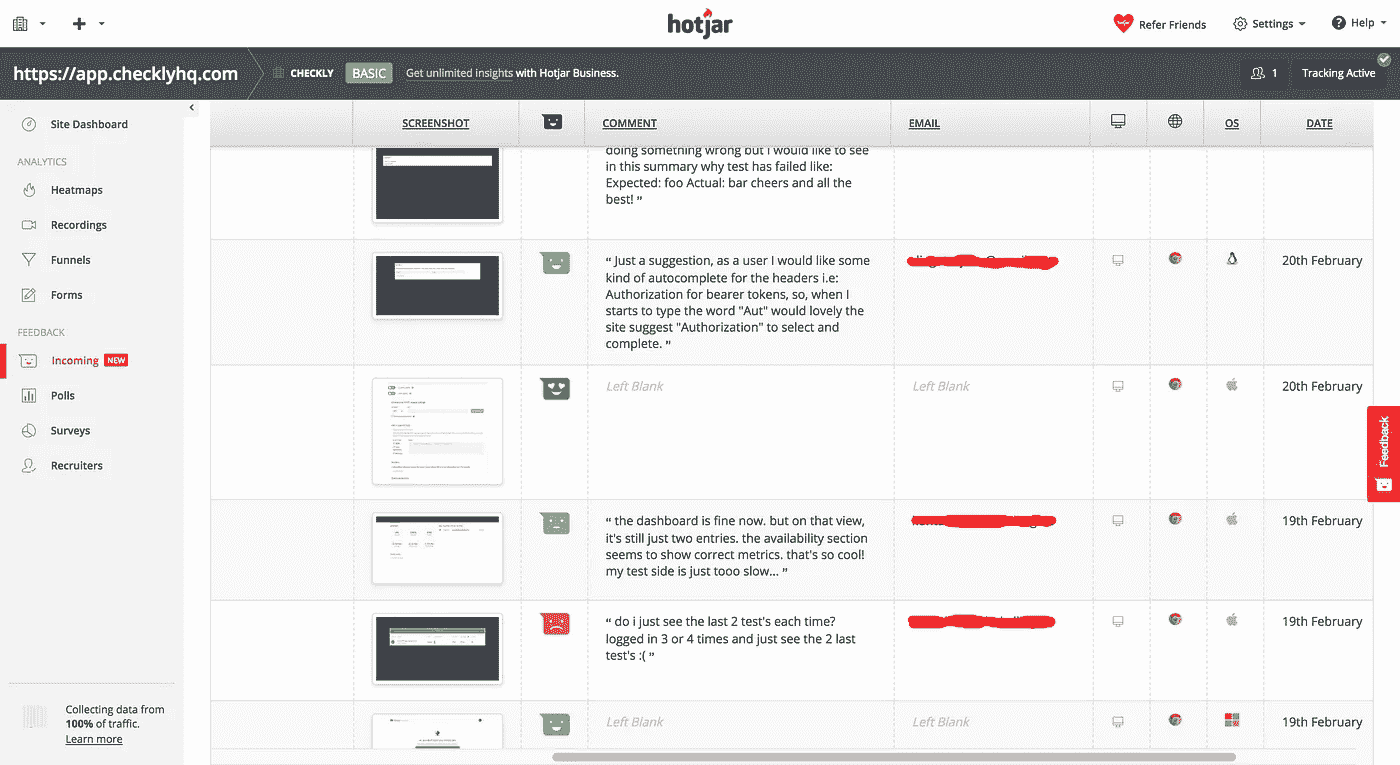 hotjar
Refer Friends
Settings
Help
https://app.checklyhq.com
CHECKLY
BASIC
Get unlimited insights with Hotjar Business.
1
Tracking Active
Site Dashboard
ANALYTICS
Heatmaps
Recordings
Funnels
Forms
FEEDBACK
Incoming NEW
Polls
Surveys
Recruiters
Collecting data from
100% of traffic.
Learn more
SCREENSHOT
COMMENT
EMAIL
OS
DATE
doing something wrong but i would like to see
in this summary why test has failed like:
Expected: foo Actual: bar cheers and all the
best! ”
“ Just a suggestion, as a user I would like some
kind of autocomplete for the headers i.e:
Authorization for bearer tokens, so, when I
starts to type the word "Aut" would lovely the
site suggest "Authorization" to select and
complete. ”
20th February
Left Blank
Left Blank
20th February
“ the dashboard is fine now. but on that view,
it's still just two entries. the availability section
seems to show correct metrics. that's so cool!
my test side is just tooo slow... ”
19th February
“ do i just see the last 2 test's each time?
logged in 3 or 4 times and just see the 2 last
test's :( ”
19th February
Left Blank
Left Blank
19th February
Feedback